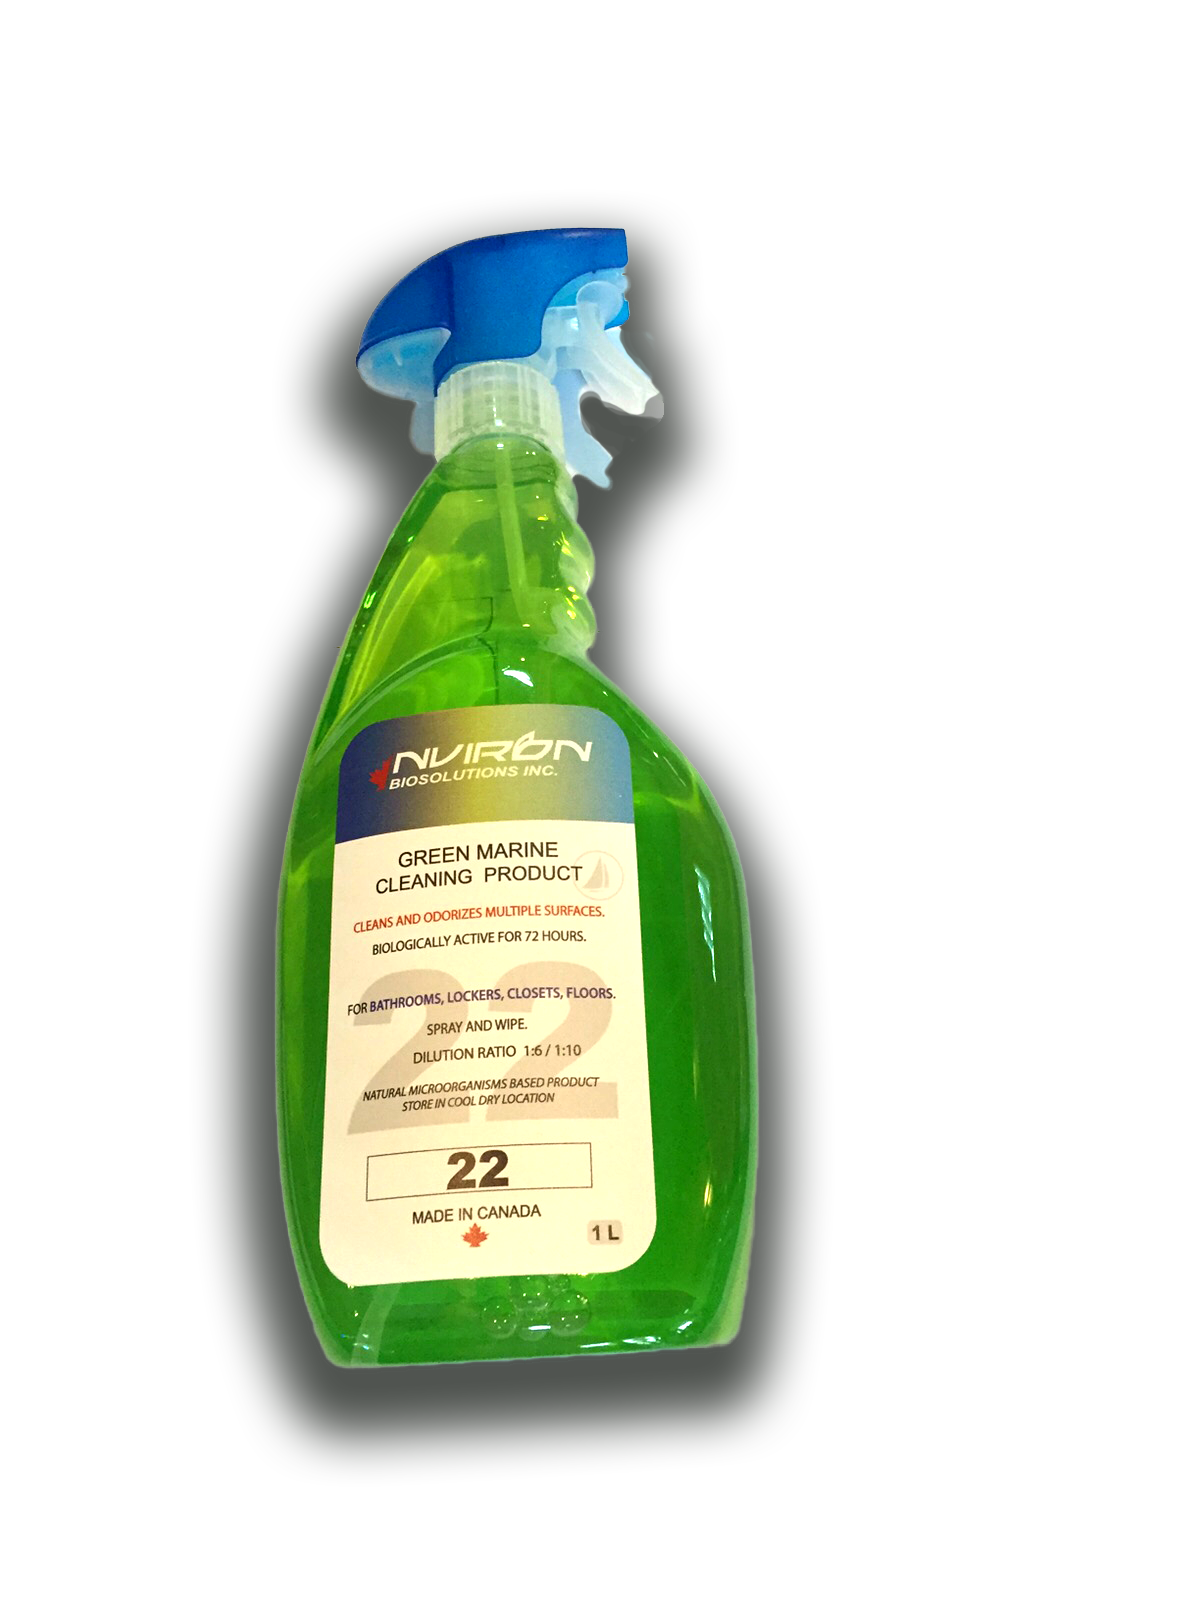 NVIRON
BIOSOLUTIONS INC.
GREEN MARINE
CLEANING PRODUCT
CLEANS AND ODORIZES MULTIPLE SURFACES.
BIOLOGICALLY ACTIVE FOR 72 HOURS.
22
FOR BATHROOMS, LOCKERS, CLOSETS, FLOORS.
SPRAY AND WIPE.
DILUTION RATIO 1:6 / 1:10
NATURAL MICROORGANISMS BASED PRODUCT
STORE IN COOL DRY LOCATION
22
MADE IN CANADA
1 L